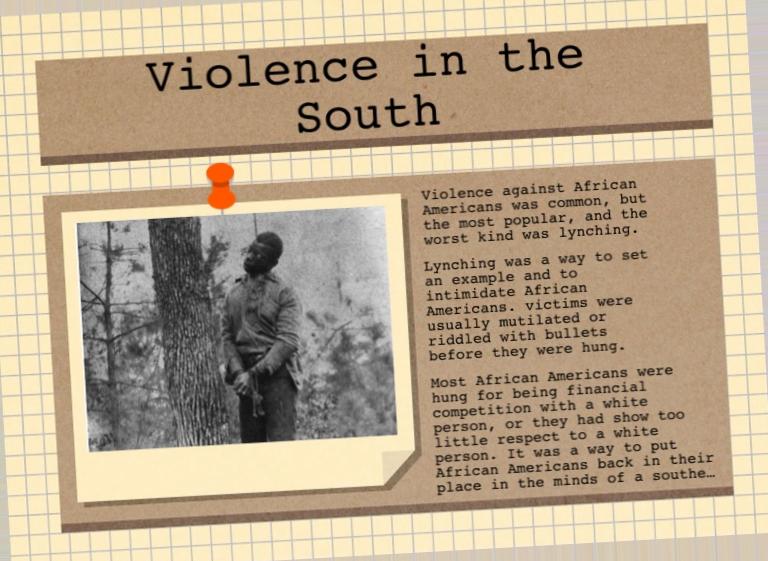 Violence in the
South
Violence against African
Americans was common, but
the most popular, and the
worst kind was lynching.
Lynching was a way to set
an example and to
intimidate African
Americans. victims were
usually mutilated or
riddled with bullets
before they were hung.
Most African Americans were
hung for being financial
competition with a white
person, or they had show too
little respect to a white
person. It was a way to put
African Americans back in their
place in the minds of a southe…